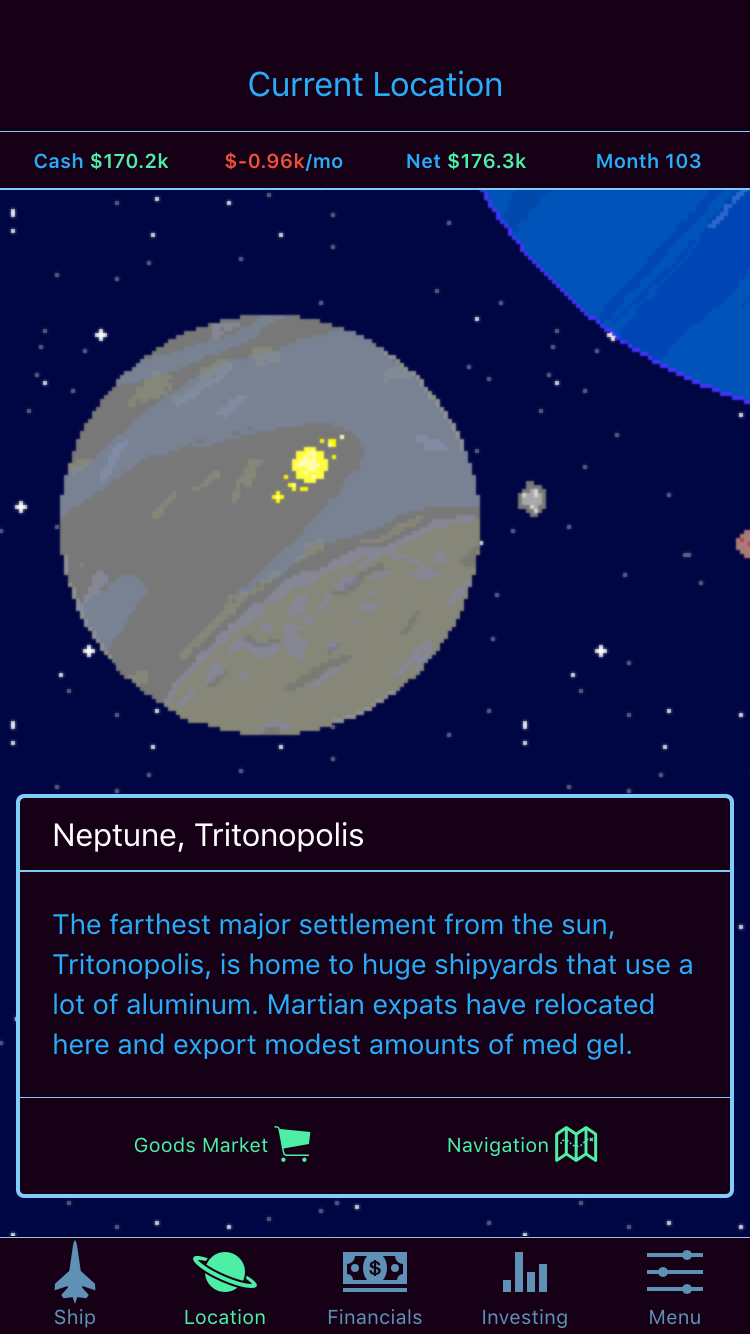 Current Location
Cash $170.2k $-0.96k/mo Net $176.3k Month 103
Neptune, Tritonopolis
The farthest major settlement from the sun,
Tritonopolis, is home to huge shipyards that use a
lot of aluminum. Martian expats have relocated
here and export modest amounts of med gel.
Goods Market Navigation
$
Ship Location Financials Investing Menu